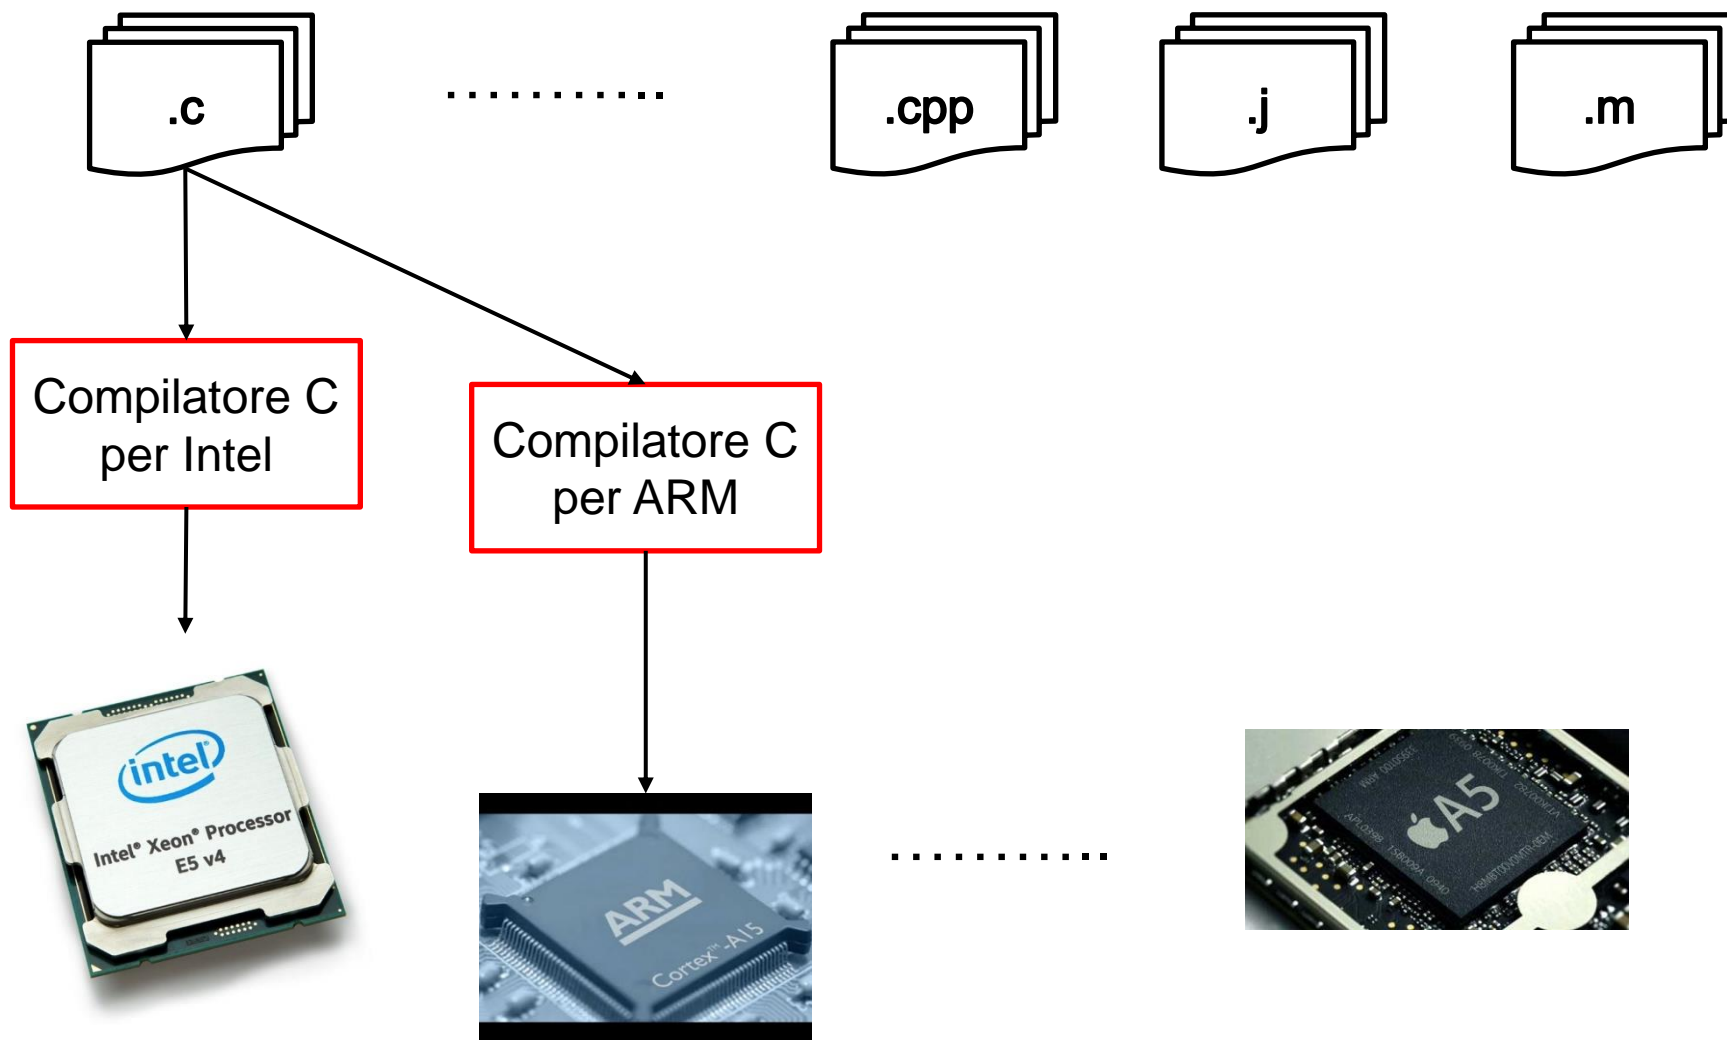 .c
.cpp
.j
.m
Compilatore C
per Intel
Compilatore C
per ARM
intel
Intel® Xeon® Processor
E5 v4
ARM
Cortex™-A15
A5